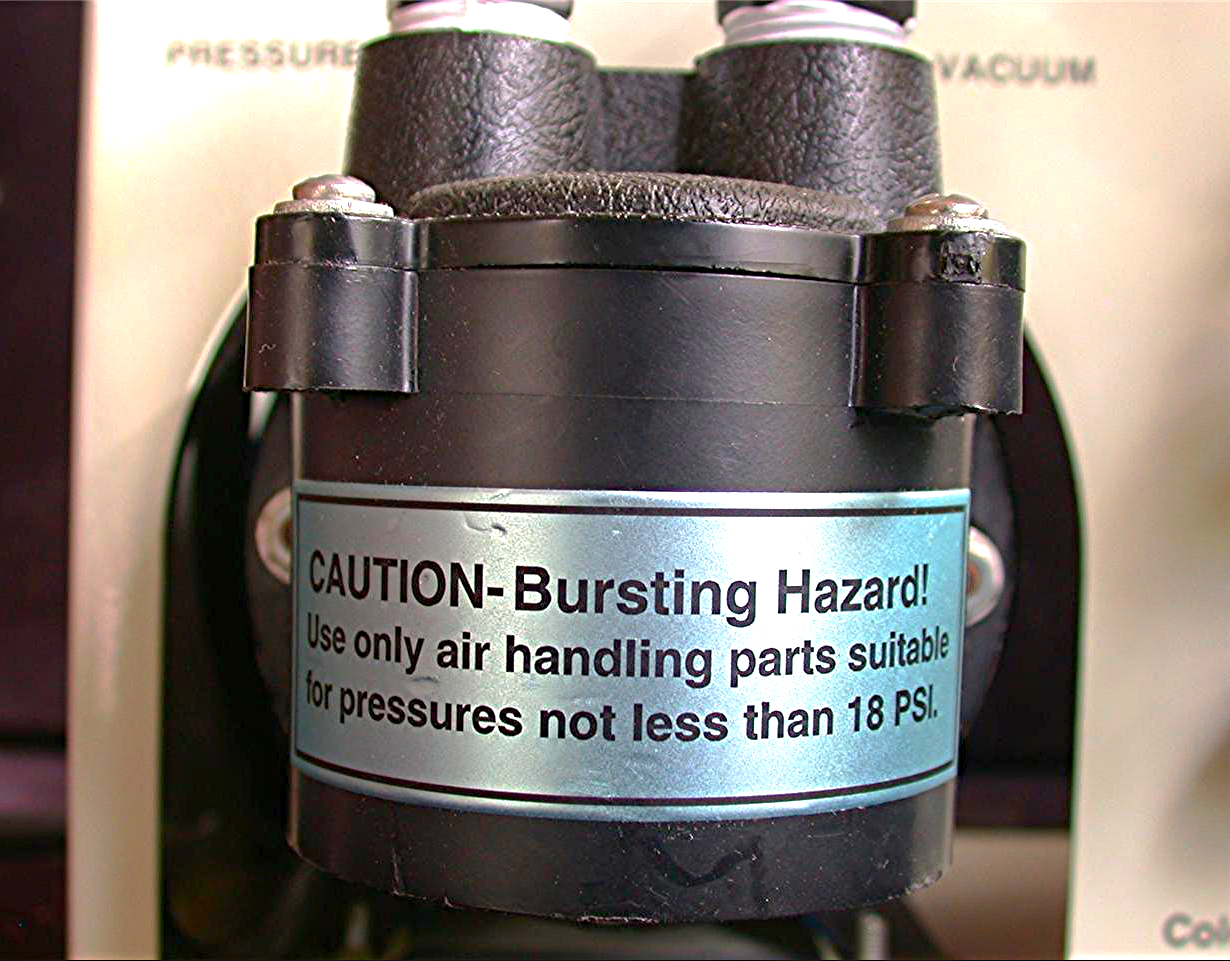 PRESSURE VACUUM
CAUTION-Bursting Hazard!
Use only air handling parts suitable
for pressures not less than 18 PSI.